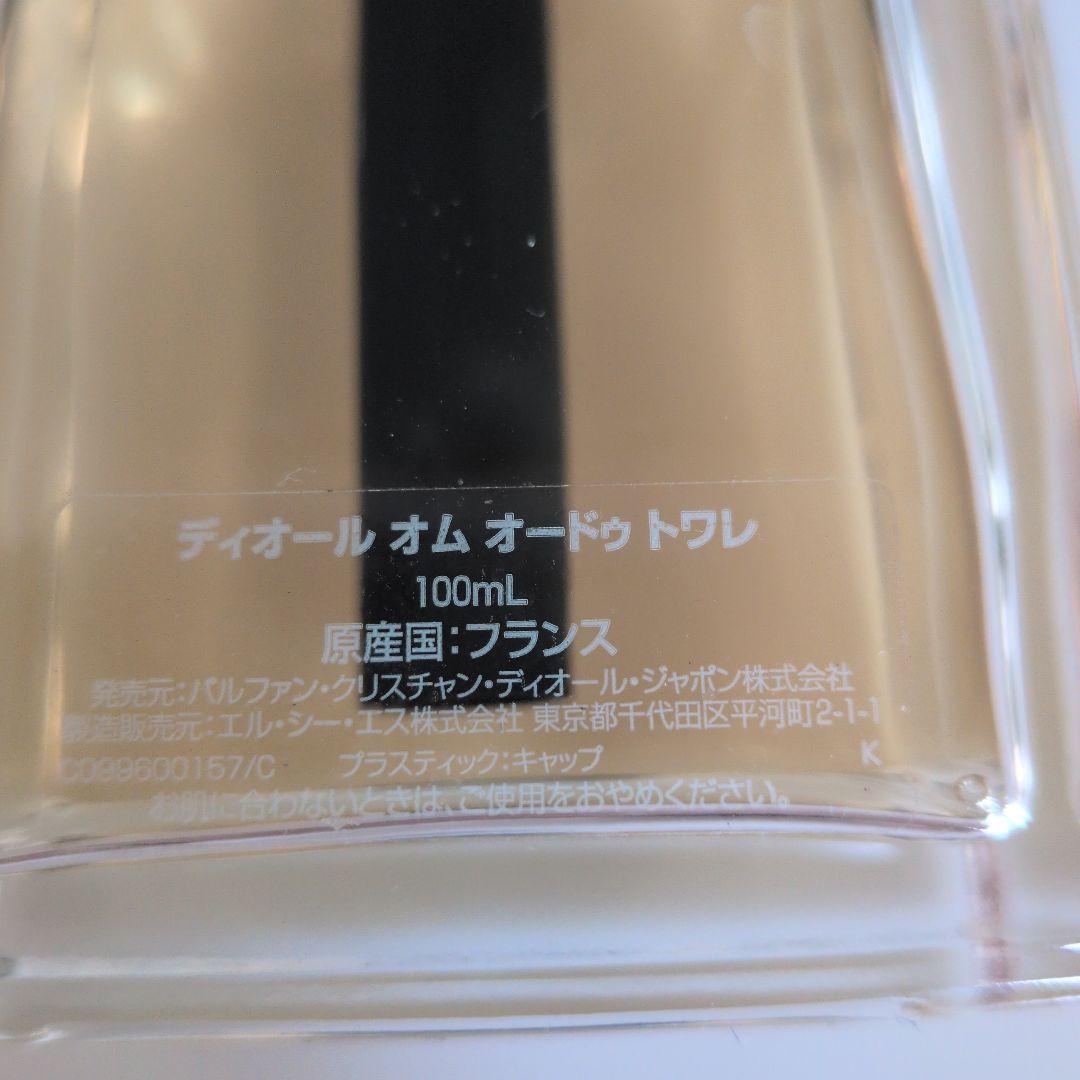 ディオール オム オードゥ トワレ
100mL
原産国:フランス
発売元:パルファン・クリスチャン・ディオール・ジャポン株式会社
製造販売元:エル・シー・エス株式会社 東京都千代田区平河町2-1-1
C099600157/C プラスティック:キャップ K
お肌に合わないときは、ご使用をおやめください。